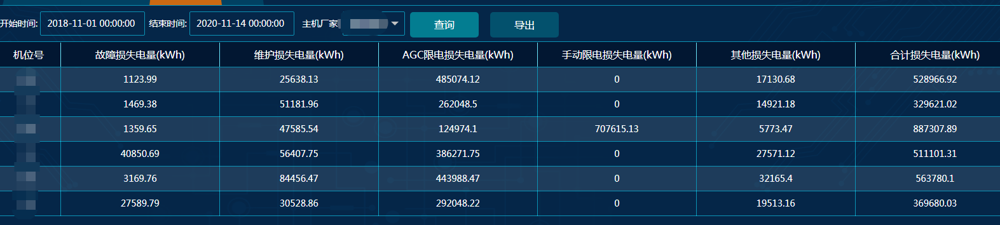 开始时间: 2018-11-01 00:00:00 结束时间: 2020-11-14 00:00:00 主机厂家 查询 导出
机位号 故障损失电量(kWh) 维护损失电量(kWh) AGC限电损失电量(kWh) 手动限电损失电量(kWh) 其他损失电量(kWh) 合计损失电量(kWh)
1123.99 25638.13 485074.12 0 17130.68 528966.92
1469.38 51181.96 262048.5 0 14921.18 329621.02
1359.65 47585.54 124974.1 707615.13 5773.47 887307.89
40850.69 56407.75 386271.75 0 27571.12 511101.31
3169.76 84456.47 443988.47 0 32165.4 563780.1
27589.79 30528.86 292048.22 0 19513.16 369680.03